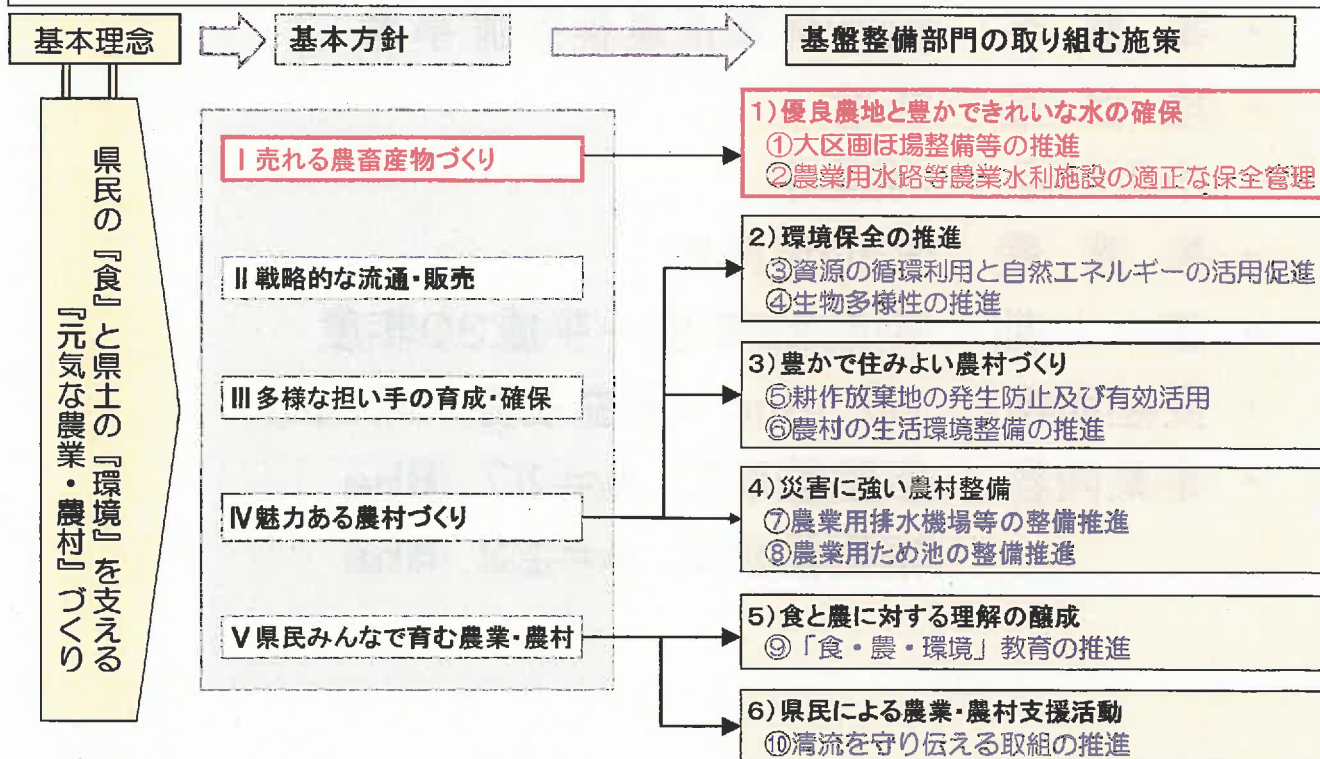 基本理念
基本方針
基盤整備部門の取り組む施策
県民の『食』と県土の『環境』を支える
『元気な農業・農村』づくり
Ⅰ 売れる農畜産物づくり
Ⅱ 戦略的な流通・販売
Ⅲ 多様な担い手の育成・確保
Ⅳ 魅力ある農村づくり
Ⅴ 県民みんなで育む農業・農村
1)優良農地と豊かできれいな水の確保
①大区画ほ場整備等の推進
②農業用水路等農業水利施設の適正な保全管理
2)環境保全の推進
③資源の循環利用と自然エネルギーの活用促進
④生物多様性の推進
3)豊かで住みよい農村づくり
⑤耕作放棄地の発生防止及び有効活用
⑥農村の生活環境整備の推進
4)災害に強い農村整備
⑦農業用排水機場等の整備推進
⑧農業用ため池の整備推進
5)食と農に対する理解の醸成
⑨「食・農・環境」教育の推進
6)県民による農業・農村支援活動
⑩清流を守り伝える取組の推進